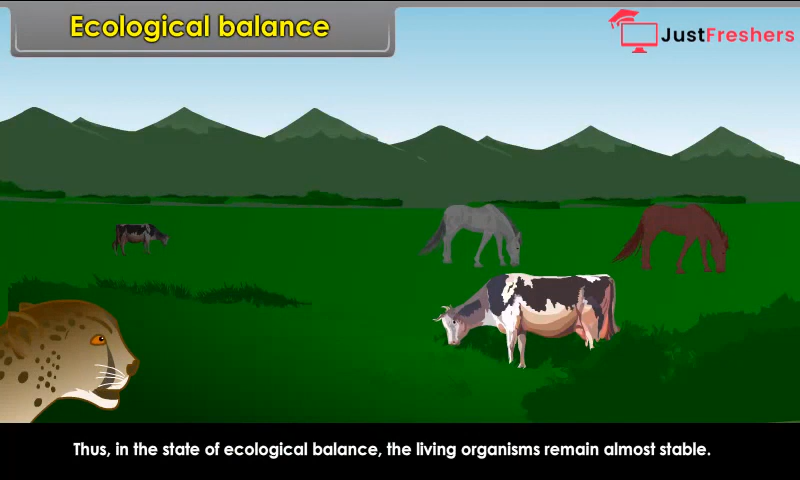 Ecological balance
JustFreshers
Thus, in the state of ecological balance, the living organisms remain almost stable.